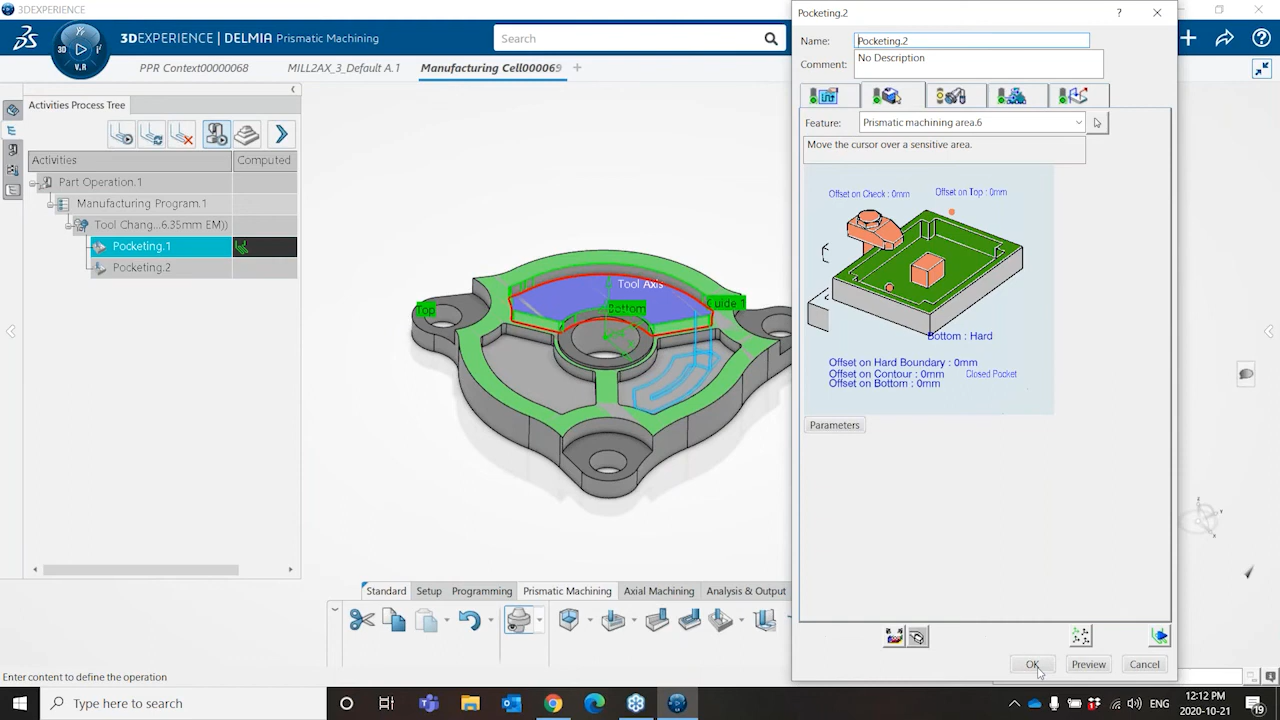 3DEXPERIENCE
3DEXPERIENCE | DELMIA Prismatic Machining
Search
3D
V.R
PPR Context00000068
MILL2AX_3_Default A.1
Manufacturing Cell00000069
Activities Process Tree
Activities
Computed
Part Operation.1
Manufacturing Program.1
Tool Chang...6.35mm EM))
Pocketing.1
Pocketing.2
Top
Tool Axis
Bottom
Guide 1
Pocketing.2
Name:
Pocketing.2
Comment:
No Description
Feature:
Prismatic machining area.6
Move the cursor over a sensitive area.
Offset on Check : 0mm
Offset on Top : 0mm
Bottom : Hard
Offset on Hard Boundary : 0mm
Offset on Contour : 0mm
Closed Pocket
Offset on Bottom : 0mm
Parameters
OK
Preview
Cancel
Standard
Setup
Programming
Prismatic Machining
Axial Machining
Analysis & Output
Enter content to define the operation
Type here to search
ENG
12:12 PM
2020-10-21
19